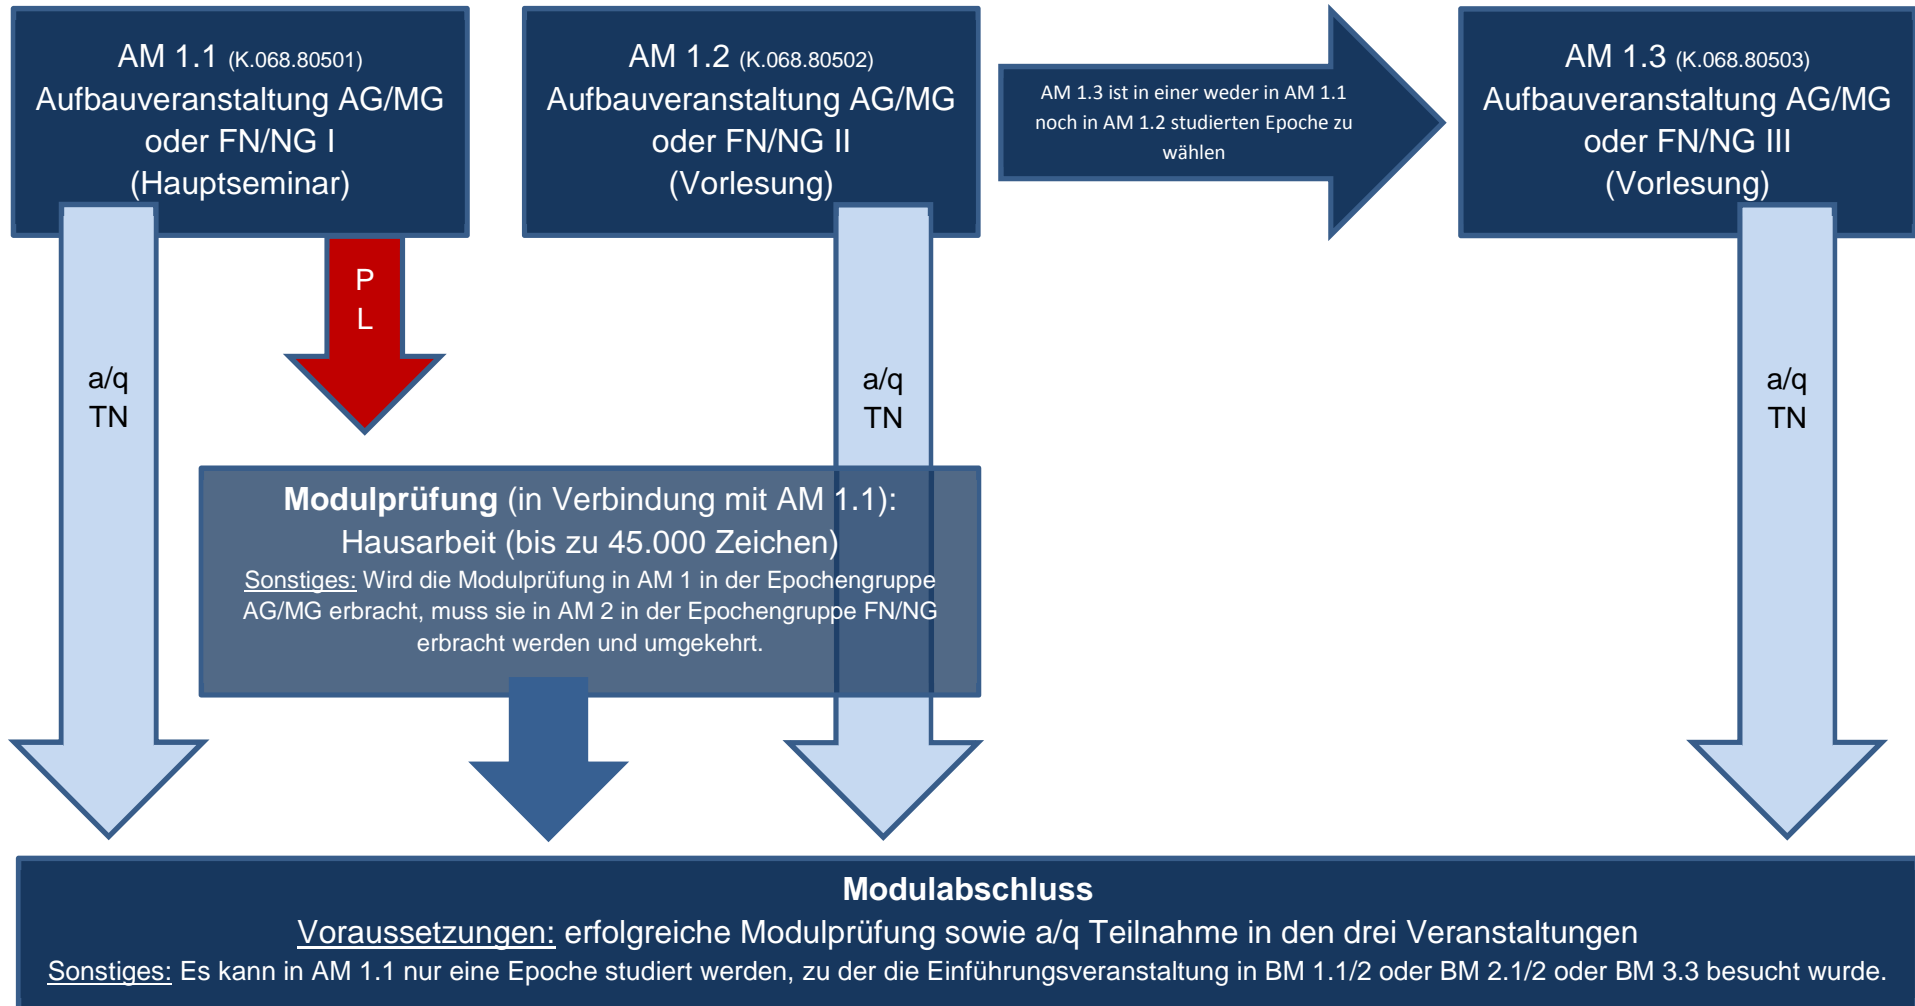 AM 1.1 (K.068.80501)
Aufbauveranstaltung AG/MG
oder FN/NG I
(Hauptseminar)
AM 1.2 (K.068.80502)
Aufbauveranstaltung AG/MG
oder FN/NG II
(Vorlesung)
AM 1.3 ist in einer weder in AM 1.1
noch in AM 1.2 studierten Epoche zu
wählen
AM 1.3 (K.068.80503)
Aufbauveranstaltung AG/MG
oder FN/NG III
(Vorlesung)
P
L
a/q
TN
a/q
TN
a/q
TN
Modulprüfung (in Verbindung mit AM 1.1):
Hausarbeit (bis zu 45.000 Zeichen)
Sonstiges: Wird die Modulprüfung in AM 1 in der Epochengruppe
AG/MG erbracht, muss sie in AM 2 in der Epochengruppe FN/NG
erbracht werden und umgekehrt.
Modulabschluss
Voraussetzungen: erfolgreiche Modulprüfung sowie a/q Teilnahme in den drei Veranstaltungen
Sonstiges: Es kann in AM 1.1 nur eine Epoche studiert werden, zu der die Einführungsveranstaltung in BM 1.1/2 oder BM 2.1/2 oder BM 3.3 besucht wurde.